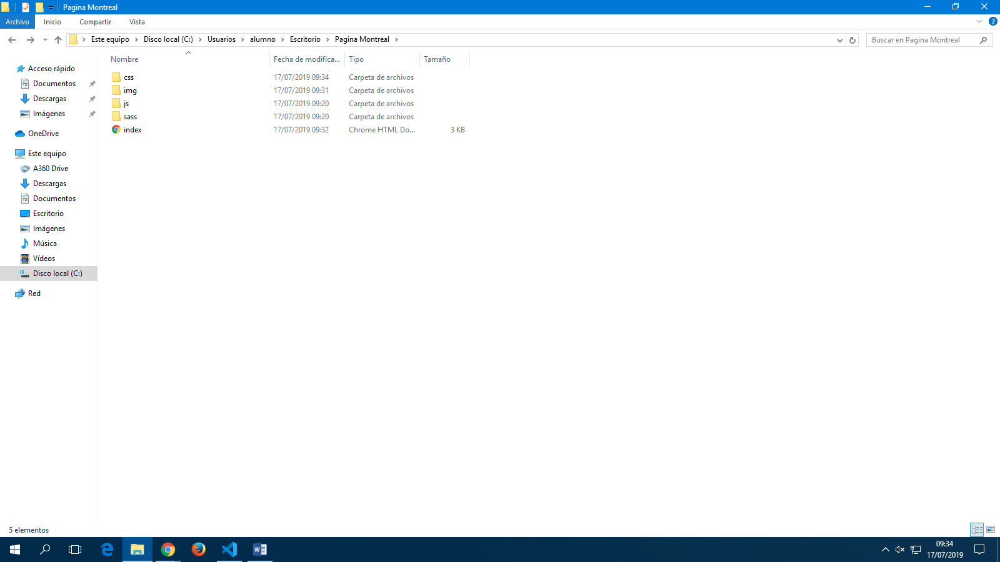 Pagina Montreal
Archivo Inicio Compartir Vista
Este equipo Disco local (C:) Usuarios alumno Escritorio Pagina Montreal
Buscar en Pagina Montreal
Nombre Fecha de modifica... Tipo Tamaño
css 17/07/2019 09:34 Carpeta de archivos
img 17/07/2019 09:31 Carpeta de archivos
js 17/07/2019 09:20 Carpeta de archivos
sass 17/07/2019 09:20 Carpeta de archivos
index 17/07/2019 09:32 Chrome HTML Do... 3 KB
Acceso rápido
Documentos
Descargas
Imágenes
OneDrive
Este equipo
A360 Drive
Descargas
Documentos
Escritorio
Imágenes
Música
Vídeos
Disco local (C:)
Red
5 elementos
09:34
17/07/2019